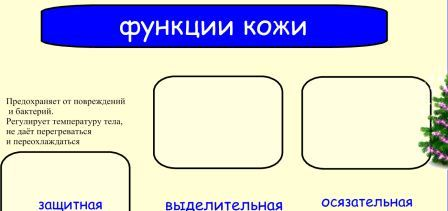 функции кожи
Предохраняет от повреждений
и бактерий.
Регулирует температуру тела,
не даёт перегреваться
и переохлаждаться
защитная
выделительная
осязательная